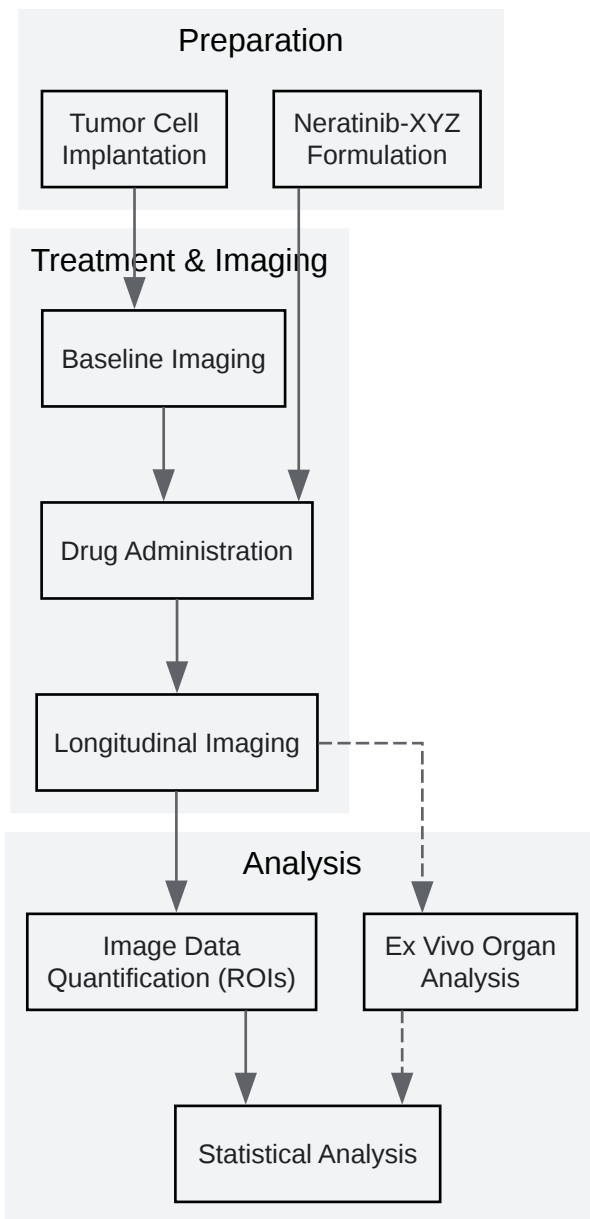 Preparation
Tumor Cell
Implantation
Neratinib-XYZ
Formulation
Treatment & Imaging
Baseline Imaging
Drug Administration
Longitudinal Imaging
Analysis
Image Data
Quantification (ROIs)
Ex Vivo Organ
Analysis
Statistical Analysis